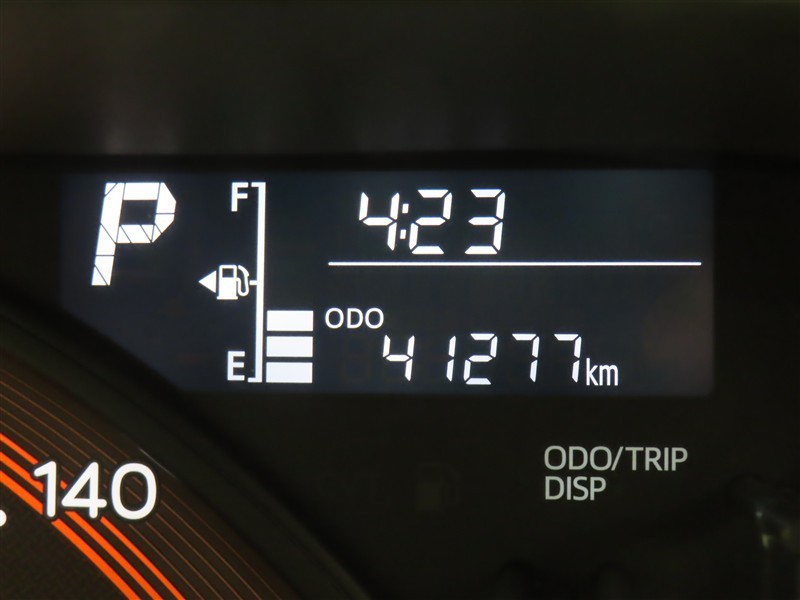 P
F
4:23
ODO
E
41277km
ODO/TRIP
DISP
140